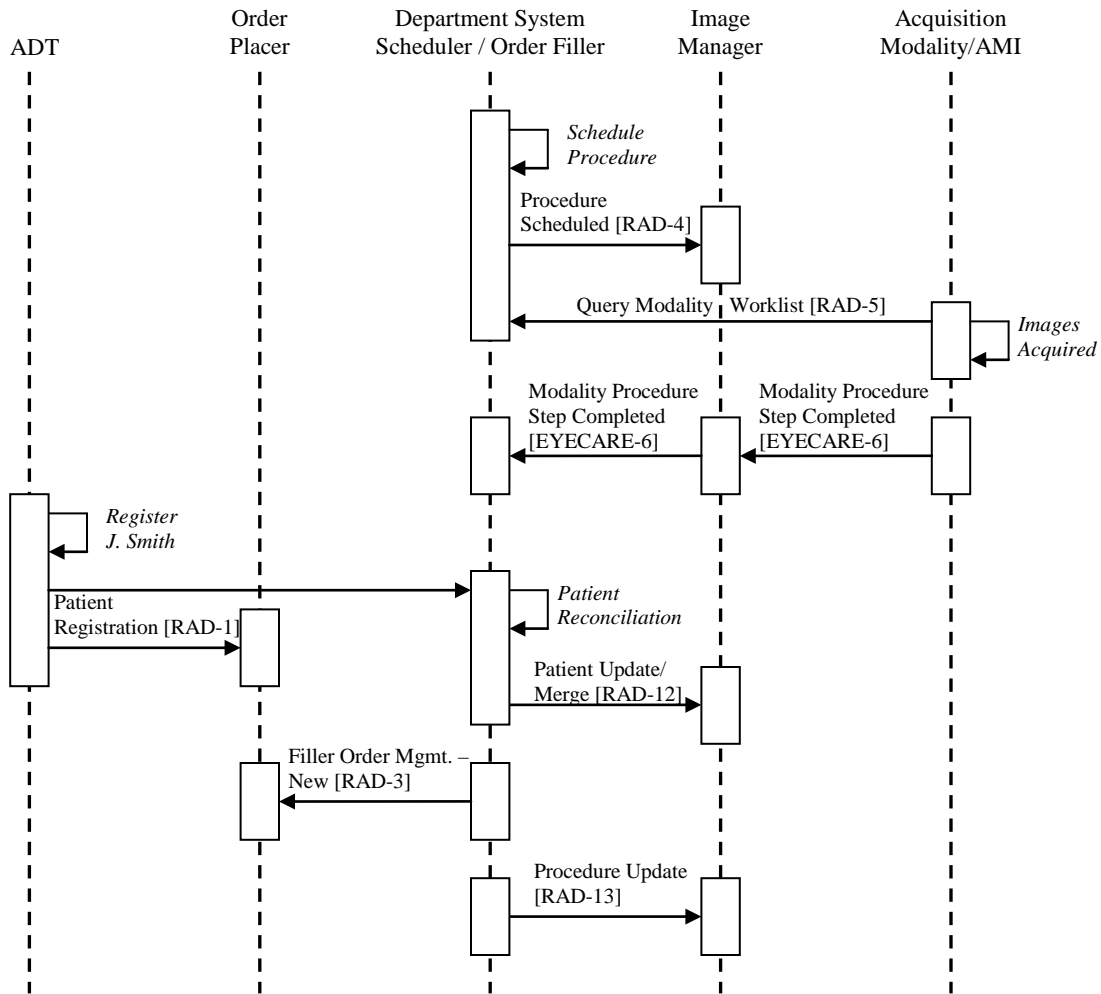 ADT
Order
Placer
Department System
Scheduler / Order Filler
Image
Manager
Acquisition
Modality/AMI
Schedule
Procedure
Procedure
Scheduled [RAD-4]
Query Modality Worklist [RAD-5]
Images
Acquired
Modality Procedure
Step Completed
[EYECARE-6]
Modality Procedure
Step Completed
[EYECARE-6]
Register
J. Smith
Patient
Registration [RAD-1]
Patient
Reconciliation
Patient Update/
Merge [RAD-12]
Filler Order Mgmt. –
New [RAD-3]
Procedure Update
[RAD-13]